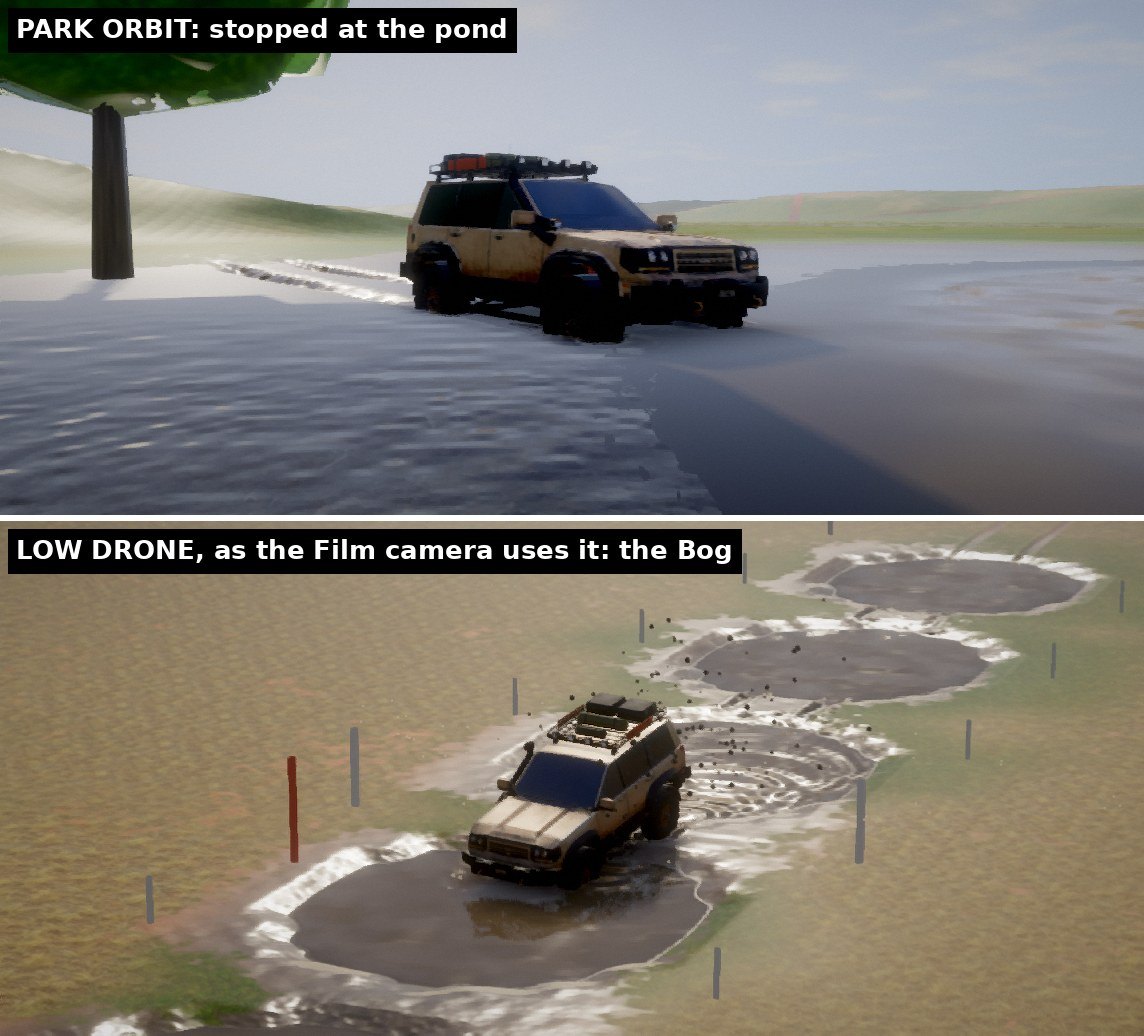 PARK ORBIT: stopped at the pond
LOW DRONE, as the Film camera uses it: the Bog